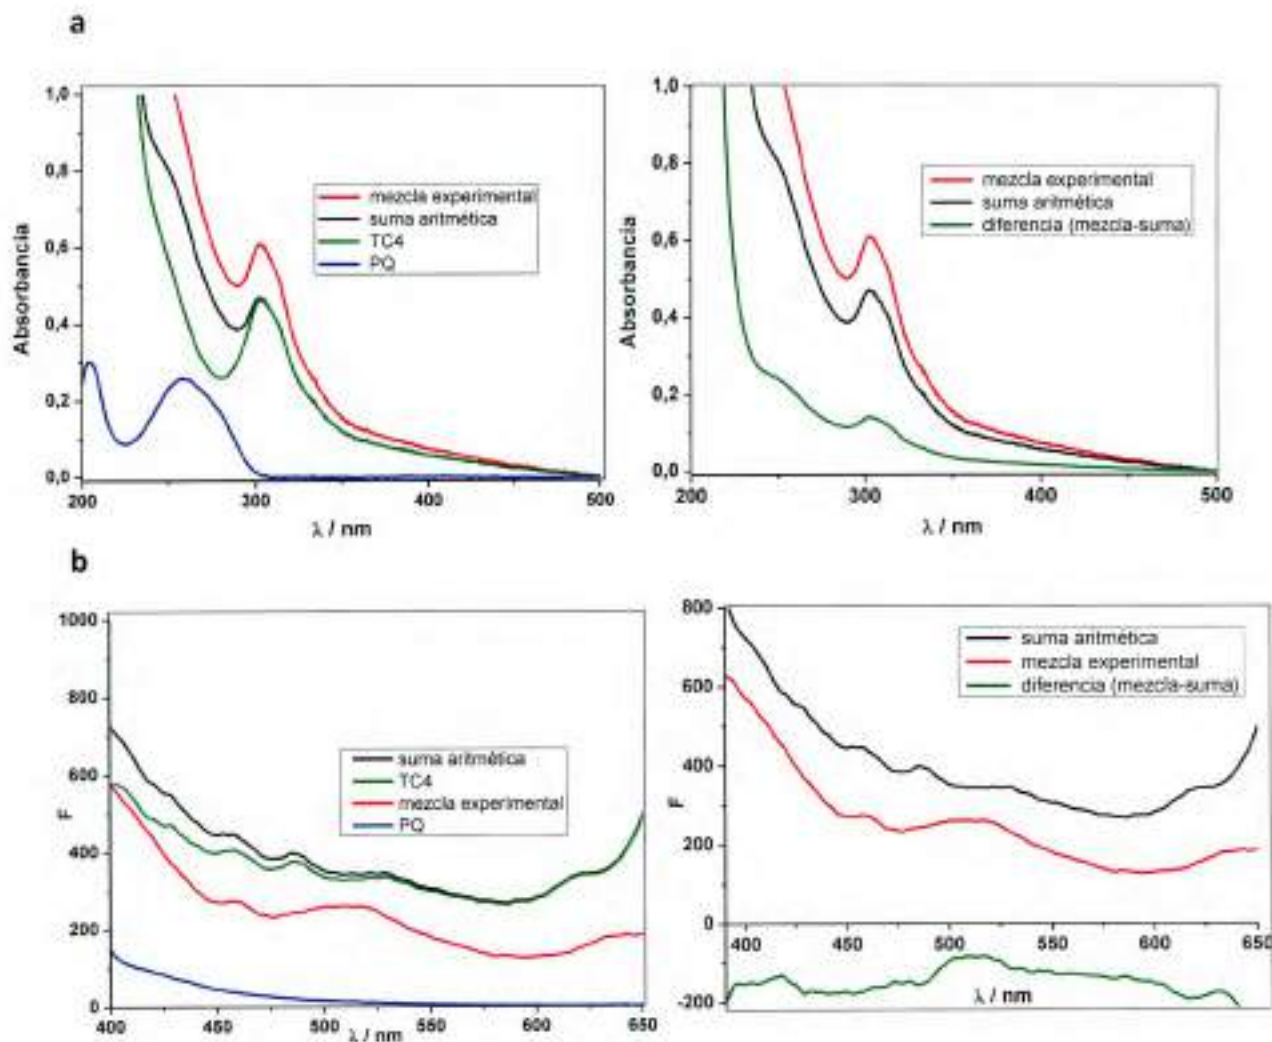 a
1,0
0,8
0,6
0,4
0,2
0,0
Absorbancia
mezcla experimental
suma aritmética
TC4
PQ
200
300
400
500
λ / nm
1,0
0,8
0,6
0,4
0,2
0,0
Absorbancia
mezcla experimental
suma aritmética
diferencia (mezcla-suma)
200
300
400
500
λ / nm
b
1000
800
600
400
200
0
F
suma aritmética
TC4
mezcla experimental
PQ
400
450
500
550
600
650
λ / nm
800
600
400
200
0
-200
F
suma aritmética
mezcla experimental
diferencia (mezcla-suma)
400
450
500
550
600
650
λ / nm